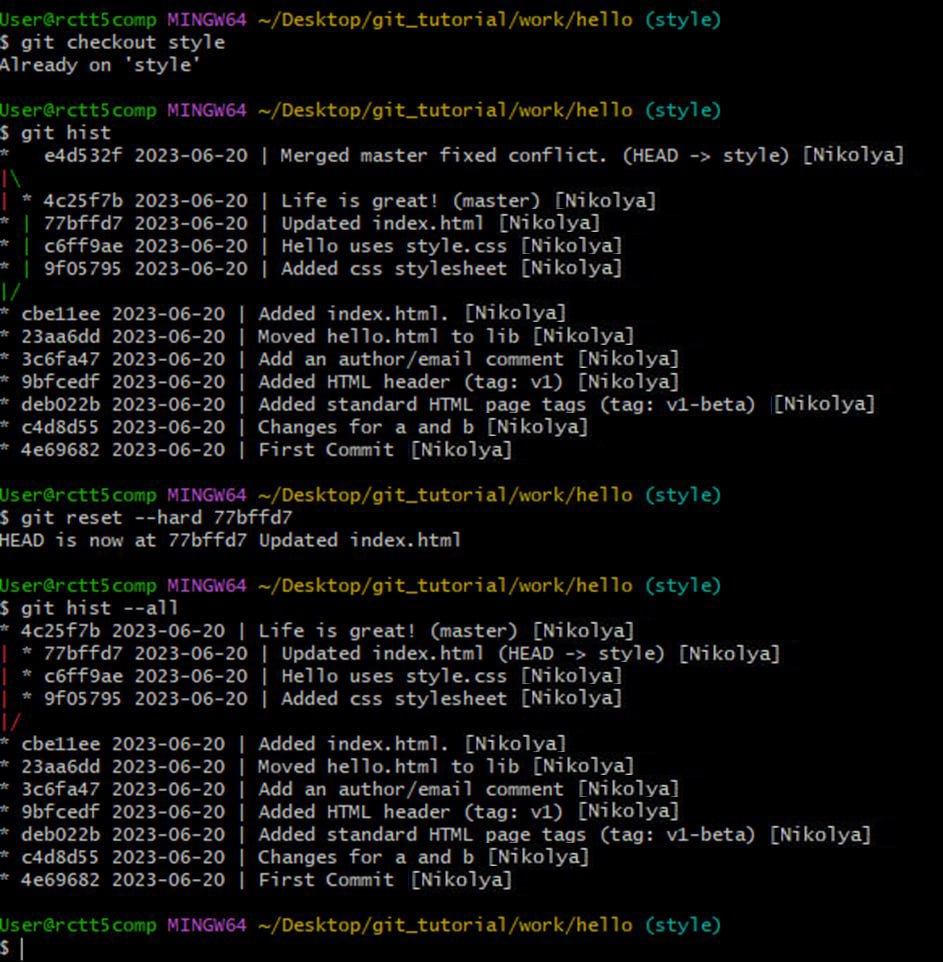 User@rctt5comp MINGW64 ~/Desktop/git_tutorial/work/hello (style)
$ git checkout style
Already on 'style'

User@rctt5comp MINGW64 ~/Desktop/git_tutorial/work/hello (style)
$ git hist
*   e4d532f 2023-06-20 | Merged master fixed conflict. (HEAD -> style) [Nikolya]
|\
| * 4c25f7b 2023-06-20 | Life is great! (master) [Nikolya]
* | 77bffd7 2023-06-20 | Updated index.html [Nikolya]
* | c6ff9ae 2023-06-20 | Hello uses style.css [Nikolya]
* | 9f05795 2023-06-20 | Added css stylesheet [Nikolya]
|/
* cbe11ee 2023-06-20 | Added index.html. [Nikolya]
* 23aa6dd 2023-06-20 | Moved hello.html to lib [Nikolya]
* 3c6fa47 2023-06-20 | Add an author/email comment [Nikolya]
* 9bfcedf 2023-06-20 | Added HTML header (tag: v1) [Nikolya]
* deb022b 2023-06-20 | Added standard HTML page tags (tag: v1-beta) [Nikolya]
* c4d8d55 2023-06-20 | Changes for a and b [Nikolya]
* 4e69682 2023-06-20 | First Commit [Nikolya]

User@rctt5comp MINGW64 ~/Desktop/git_tutorial/work/hello (style)
$ git reset --hard 77bffd7
HEAD is now at 77bffd7 Updated index.html

User@rctt5comp MINGW64 ~/Desktop/git_tutorial/work/hello (style)
$ git hist --all
* 4c25f7b 2023-06-20 | Life is great! (master) [Nikolya]
| * 77bffd7 2023-06-20 | Updated index.html (HEAD -> style) [Nikolya]
| * c6ff9ae 2023-06-20 | Hello uses style.css [Nikolya]
| * 9f05795 2023-06-20 | Added css stylesheet [Nikolya]
|/
* cbe11ee 2023-06-20 | Added index.html. [Nikolya]
* 23aa6dd 2023-06-20 | Moved hello.html to lib [Nikolya]
* 3c6fa47 2023-06-20 | Add an author/email comment [Nikolya]
* 9bfcedf 2023-06-20 | Added HTML header (tag: v1) [Nikolya]
* deb022b 2023-06-20 | Added standard HTML page tags (tag: v1-beta) [Nikolya]
* c4d8d55 2023-06-20 | Changes for a and b [Nikolya]
* 4e69682 2023-06-20 | First Commit [Nikolya]

User@rctt5comp MINGW64 ~/Desktop/git_tutorial/work/hello (style)
$